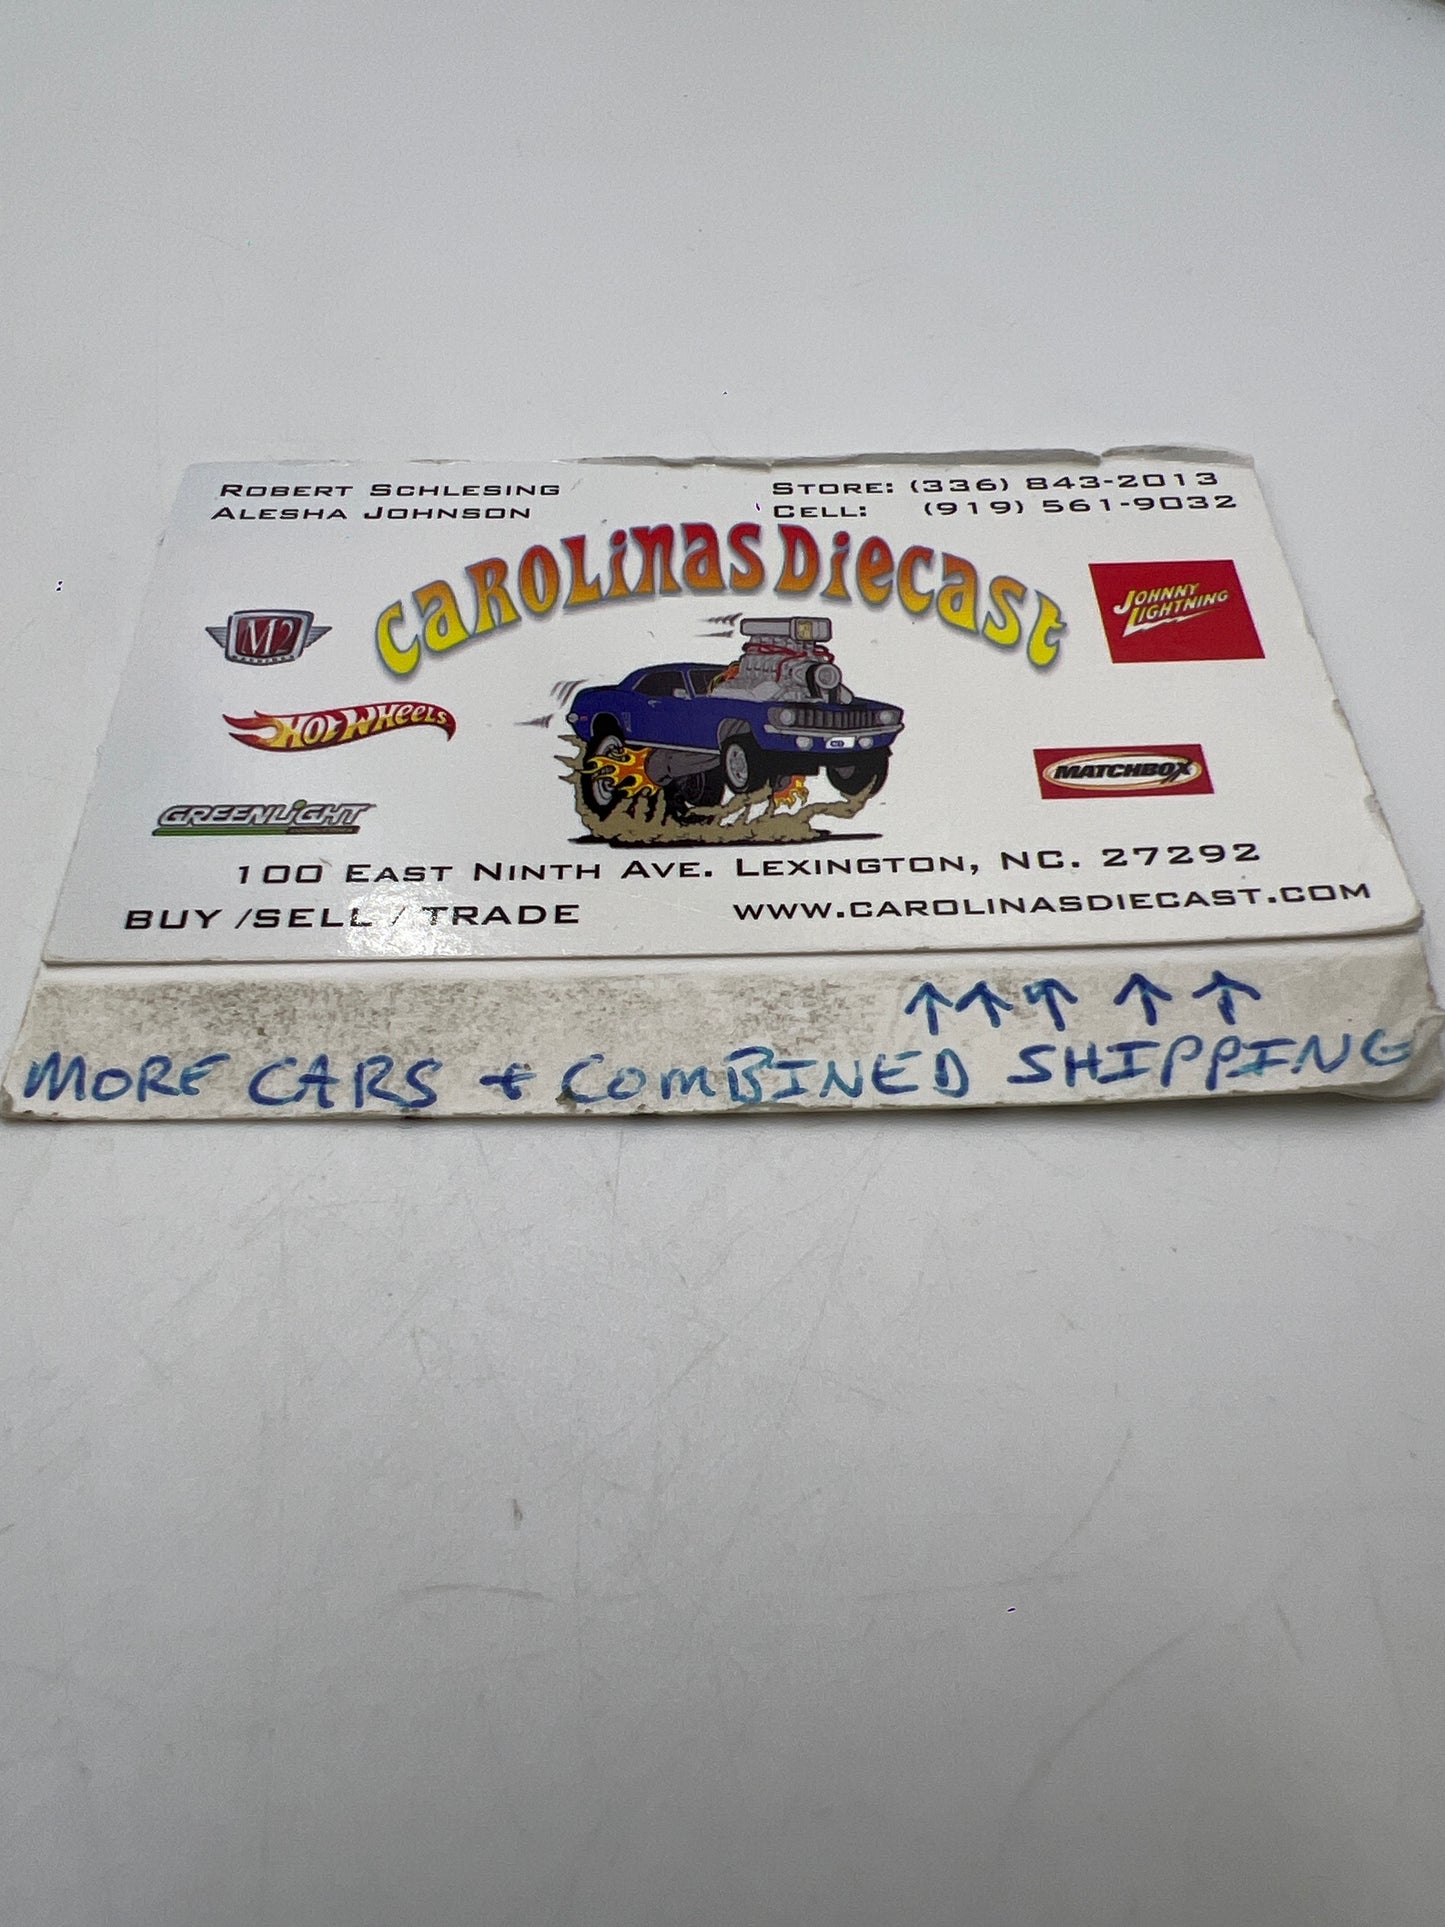 ROBERT SCHLESING
ALESHA JOHNSON
STORE: (336) 843-2013
CELL: (919) 561-9032
CAROLINAS DIECAST
JOHNNY
LIGHTNING
M2
HOT WHEELS
MATCHBOX
GREENLIGHT
100 EAST NINTH AVE. LEXINGTON, NC. 27292
BUY /SELL / TRADE
WWW.CAROLINASDIECAST.COM
MORE CARS + COMBINED SHIPPING